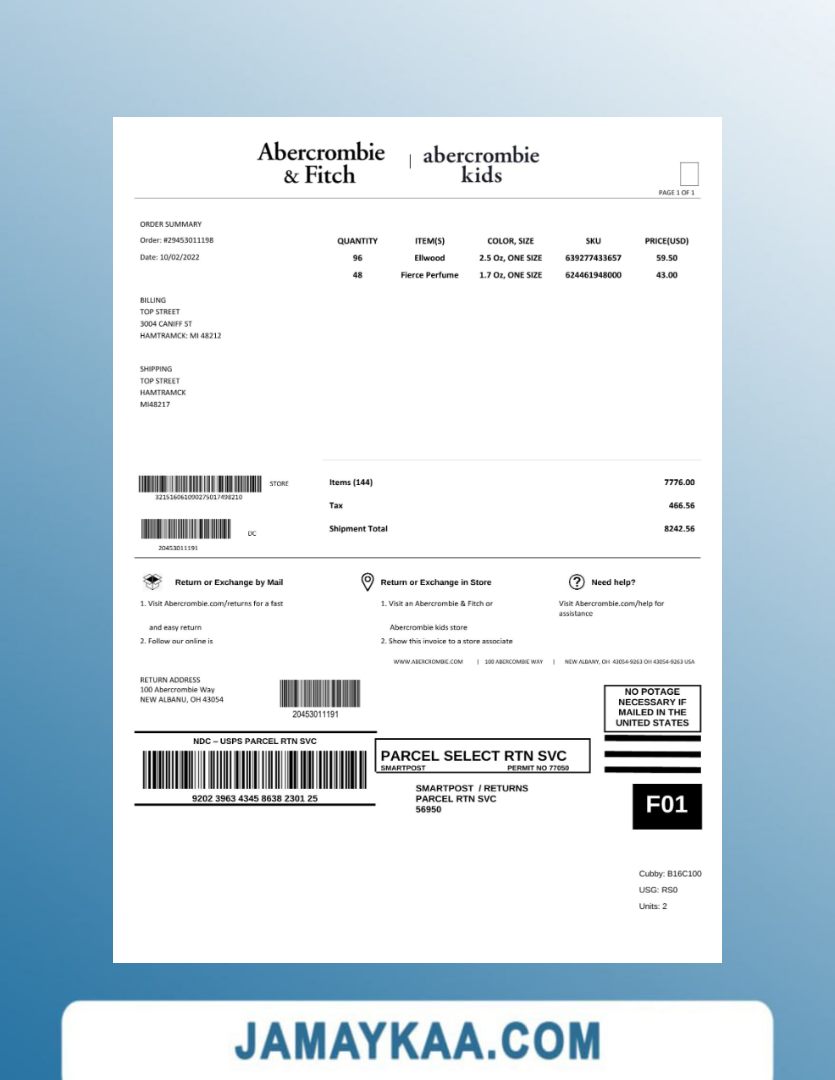 Abercrombie & Fitch | abercrombie kids
PAGE 1 OF 1
ORDER SUMMARY
Order: #29453011198
Date: 10/02/2022
QUANTITY ITEM(S) COLOR, SIZE SKU PRICE(USD)
96 Ellwood 2.5 Oz, ONE SIZE 639277433657 59.50
48 Fierce Perfume 1.7 Oz, ONE SIZE 624461948000 43.00
BILLING
TOP STREET
3004 CANIFF ST
HAMTRAMCK: MI 48212
SHIPPING
TOP STREET
HAMTRAMCK
MI48217
STORE
32151606109027501749B210
DC
20453011191
Items (144) 7776.00
Tax 466.56
Shipment Total 8242.56
Return or Exchange by Mail
1. Visit Abercrombie.com/returns for a fast
and easy return
2. Follow our online is
Return or Exchange in Store
1. Visit an Abercrombie & Fitch or
Abercrombie kids store
2. Show this invoice to a store associate
Need help?
Visit Abercrombie.com/help for
assistance
WWW.ABERCROMBIE.COM | 100 ABERCOMBIE WAY | NEW ALBANY, OH 43054-9263 OH 43054-9263 USA
RETURN ADDRESS
100 Abercrombie Way
NEW ALBANU, OH 43054
20453011191
NO POTAGE
NECESSARY IF
MAILED IN THE
UNITED STATES
NDC – USPS PARCEL RTN SVC
9202 3963 4345 8638 2301 25
PARCEL SELECT RTN SVC
SMARTPOST PERMIT NO 77050
SMARTPOST / RETURNS
PARCEL RTN SVC
56950
F01
Cubby: B16C100
USG: RS0
Units: 2
JAMAYKAA.COM